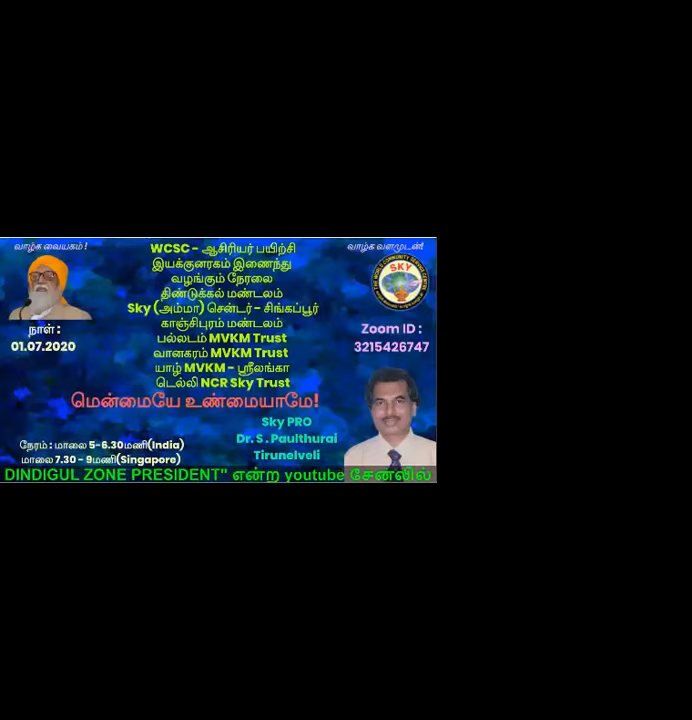 வாழ்க வையகம் !
வாழ்க வளமுடன்!
WCSC - ஆசிரியர் பயிற்சி
இயக்குனரகம் இணைந்து
வழங்கும் நேரலை
திண்டுக்கல் மண்டலம்
Sky (அம்மா) சென்டர் - சிங்கப்பூர்
காஞ்சிபுரம் மண்டலம்
பல்லடம் MVKM Trust
வானகரம் MVKM Trust
யாழ் MVKM - ஸ்ரீலங்கா
டெல்லி NCR Sky Trust
நாள் :
01.07.2020
SKY
Zoom ID :
3215426747
மென்மையே உண்மையாமே!
Sky PRO
Dr. S . Paulthurai
Tirunelveli
நேரம் : மாலை 5-6.30மணி(India)
மாலை 7.30 - 9மணி(Singapore)
DINDIGUL ZONE PRESIDENT" என்ற youtube சேனலில்